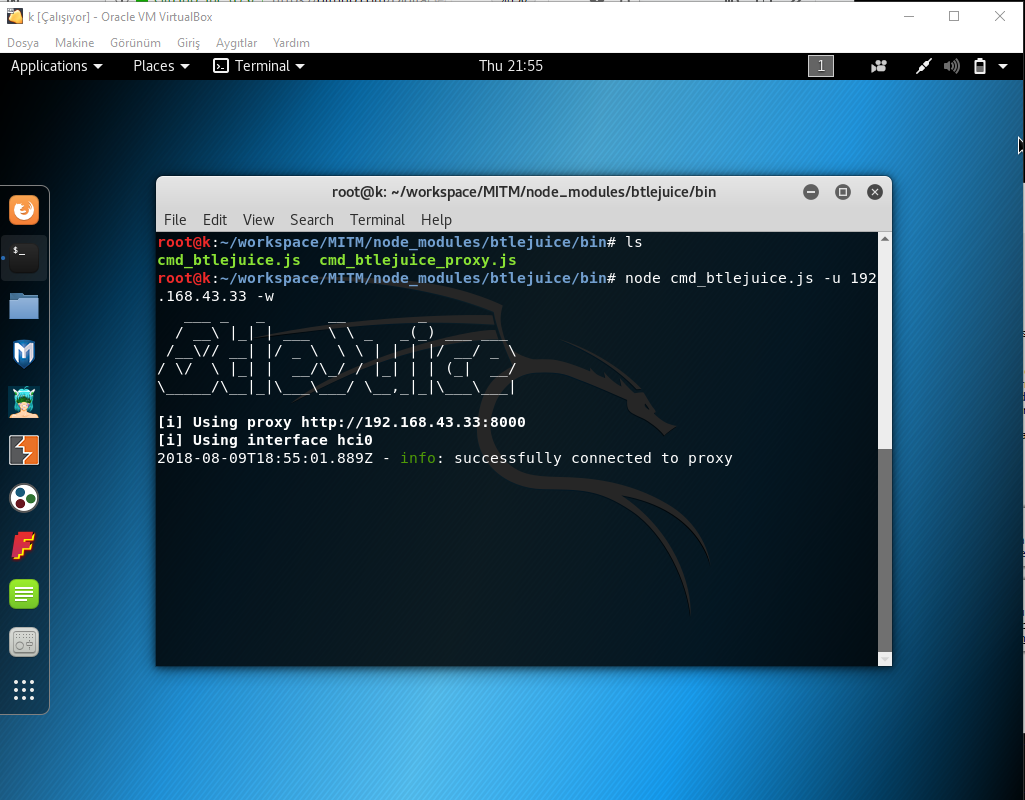 k [Çalışıyor] - Oracle VM VirtualBox
Dosya Makine Görünüm Giriş Aygıtlar Yardım
Applications Places Terminal Thu 21:55 1
root@k: ~/workspace/MITM/node_modules/btlejuice/bin
File Edit View Search Terminal Help
root@k:~/workspace/MITM/node_modules/btlejuice/bin# ls
cmd_btlejuice.js cmd_btlejuice_proxy.js
root@k:~/workspace/MITM/node_modules/btlejuice/bin# node cmd_btlejuice.js -u 192
.168.43.33 -w
BtleJuice
[i] Using proxy http://192.168.43.33:8000
[i] Using interface hci0
2018-08-09T18:55:01.889Z - info: successfully connected to proxy